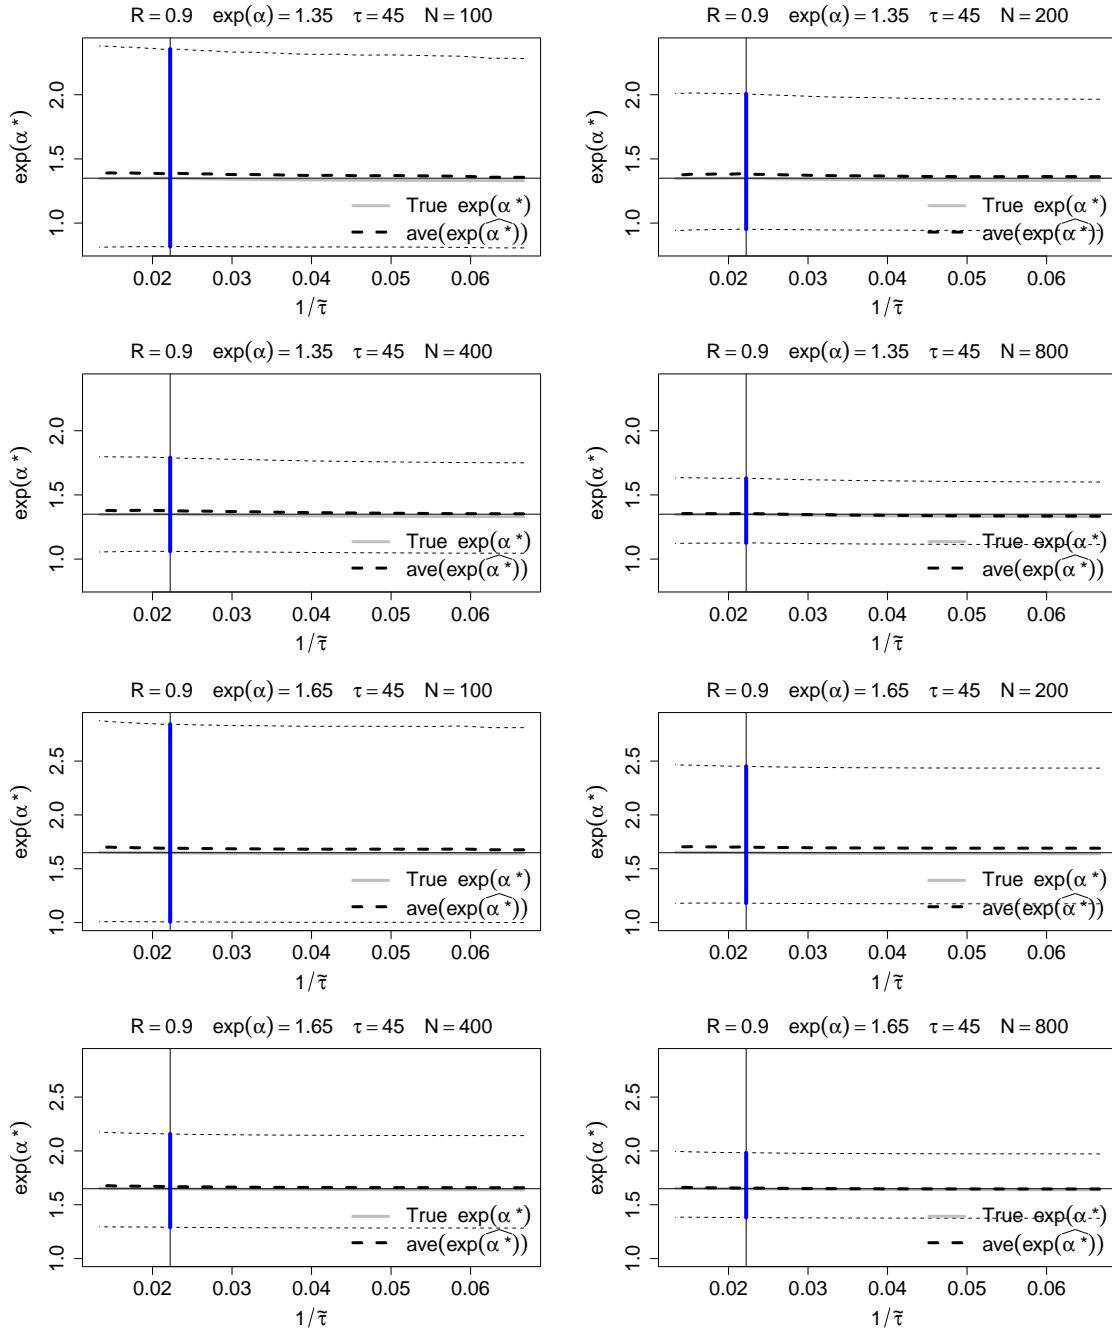 R = 0.9 exp(α) = 1.35 τ = 45 N = 100
exp(α*)
1.0 1.5 2.0
True exp(α*)
ave(exp(α̂*))
0.02 0.03 0.04 0.05 0.06
1/τ̃
R = 0.9 exp(α) = 1.35 τ = 45 N = 200
exp(α*)
1.0 1.5 2.0
True exp(α*)
ave(exp(α̂*))
0.02 0.03 0.04 0.05 0.06
1/τ̃
R = 0.9 exp(α) = 1.35 τ = 45 N = 400
exp(α*)
1.0 1.5 2.0
True exp(α*)
ave(exp(α̂*))
0.02 0.03 0.04 0.05 0.06
1/τ̃
R = 0.9 exp(α) = 1.35 τ = 45 N = 800
exp(α*)
1.0 1.5 2.0
True exp(α*)
ave(exp(α̂*))
0.02 0.03 0.04 0.05 0.06
1/τ̃
R = 0.9 exp(α) = 1.65 τ = 45 N = 100
exp(α*)
1.0 1.5 2.0 2.5
True exp(α*)
ave(exp(α̂*))
0.02 0.03 0.04 0.05 0.06
1/τ̃
R = 0.9 exp(α) = 1.65 τ = 45 N = 200
exp(α*)
1.0 1.5 2.0 2.5
True exp(α*)
ave(exp(α̂*))
0.02 0.03 0.04 0.05 0.06
1/τ̃
R = 0.9 exp(α) = 1.65 τ = 45 N = 400
exp(α*)
1.0 1.5 2.0 2.5
True exp(α*)
ave(exp(α̂*))
0.02 0.03 0.04 0.05 0.06
1/τ̃
R = 0.9 exp(α) = 1.65 τ = 45 N = 800
exp(α*)
1.0 1.5 2.0 2.5
True exp(α*)
ave(exp(α̂*))
0.02 0.03 0.04 0.05 0.06
1/τ̃